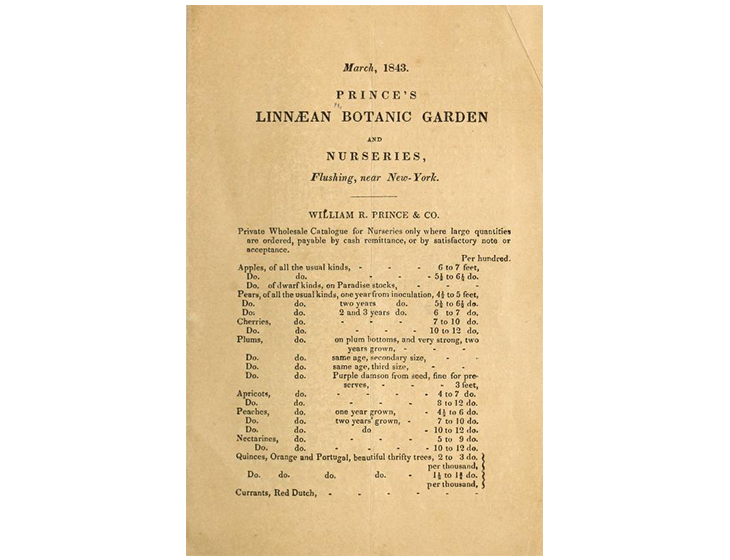 March, 1843.
PRINCE'S
LINNÆAN BOTANIC GARDEN
AND
NURSERIES,
Flushing, near New-York.
WILLIAM R. PRINCE & CO.
Private Wholesale Catalogue for Nurseries only where large quantities
are ordered, payable by cash remittance, or by satisfactory note or
acceptance.
Per hundred.
Apples, of all the usual kinds, - - - 6 to 7 feet,
Do. do. - - - 5½ to 6½ do.
Do. of dwarf kinds, on Paradise stocks, - - -
Pears, of all the usual kinds, one year from inoculation, 4½ to 5 feet,
Do. do. two years do. 5½ to 6½ do.
Do: do. 2 and 3 years do. 6 to 7 do.
Cherries, do. - - - - 7 to 10 do.
Do. do. - - - - 10 to 12 do.
Plums, do. on plum bottoms, and very strong, two
years grown, - - -
Do. do. same age, secondary size, - -
Do. do. same age, third size, - - -
Do. do. Purple damson from seed, fine for pre-
serves, - - - 3 feet,
Apricots, do. - - - - 4 to 7 do.
Do. do. - - - - 8 to 12 do.
Peaches, do. one year grown, - 4½ to 6 do.
Do. do. two years' grown, - 7 to 10 do.
Do. do. do - 10 to 12 do.
Nectarines, do. - - - - 5 to 9 do.
Do. do. - - - - 10 to 12 do.
Quinces, Orange and Portugal, beautiful thrifty trees, 2 to 3 do.
per thousand,
Do. do. do. do. - 1½ to do.
per thousand,
Currants, Red Dutch, - - - - - -